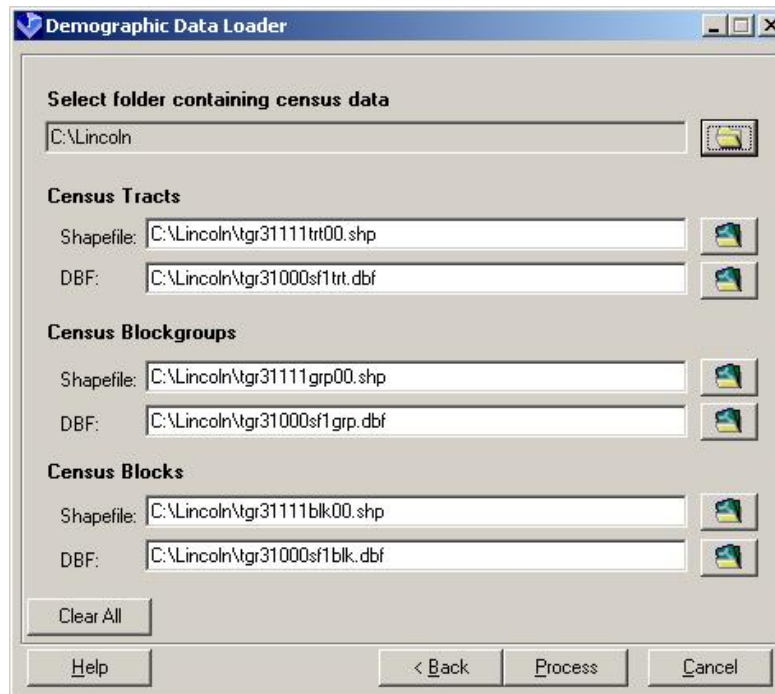 Demographic Data Loader
Select folder containing census data
C:\Lincoln
Census Tracts
Shapefile: C:\Lincoln\tgr31111trt00.shp
DBF: C:\Lincoln\tgr31000sf1trt.dbf
Census Blockgroups
Shapefile: C:\Lincoln\tgr31111grp00.shp
DBF: C:\Lincoln\tgr31000sf1grp.dbf
Census Blocks
Shapefile: C:\Lincoln\tgr31111blk00.shp
DBF: C:\Lincoln\tgr31000sf1blk.dbf
Clear All
Help < Back Process Cancel